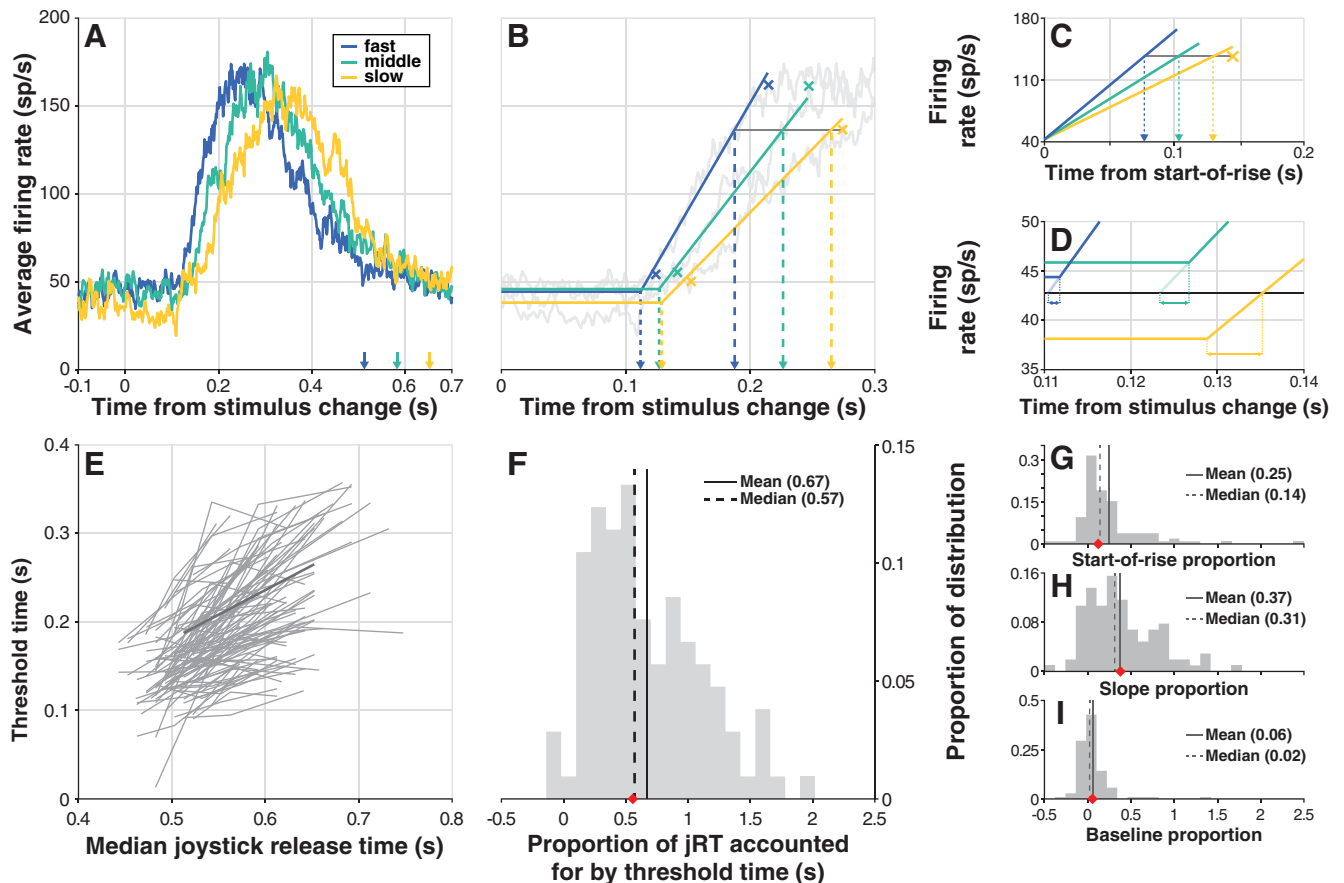 A
Average firing rate (sp/s)
200
150
100
50
0
fast
middle
slow
-0.1
0
0.2
0.4
0.6
0.7
Time from stimulus change (s)
B
0
0.1
0.2
0.3
Time from stimulus change (s)
C
Firing
rate (sp/s)
180
110
40
0
0.1
0.2
Time from start-of-rise (s)
D
Firing
rate (sp/s)
50
45
40
35
0.11
0.12
0.13
0.14
Time from stimulus change (s)
E
Threshold time (s)
0.4
0.3
0.2
0.1
0
0.4
0.5
0.6
0.7
0.8
Median joystick release time (s)
F
Mean (0.67)
Median (0.57)
0.15
0.1
0.05
0
-0.5
0
0.5
1
1.5
2
2.5
Proportion of jRT accounted
for by threshold time (s)
Proportion of distribution
G
0.3
0.15
0
Mean (0.25)
Median (0.14)
Start-of-rise proportion
H
0.16
0.08
0
Mean (0.37)
Median (0.31)
Slope proportion
I
0.5
0.25
0
Mean (0.06)
Median (0.02)
-0.5
0
0.5
1
1.5
2
2.5
Baseline proportion